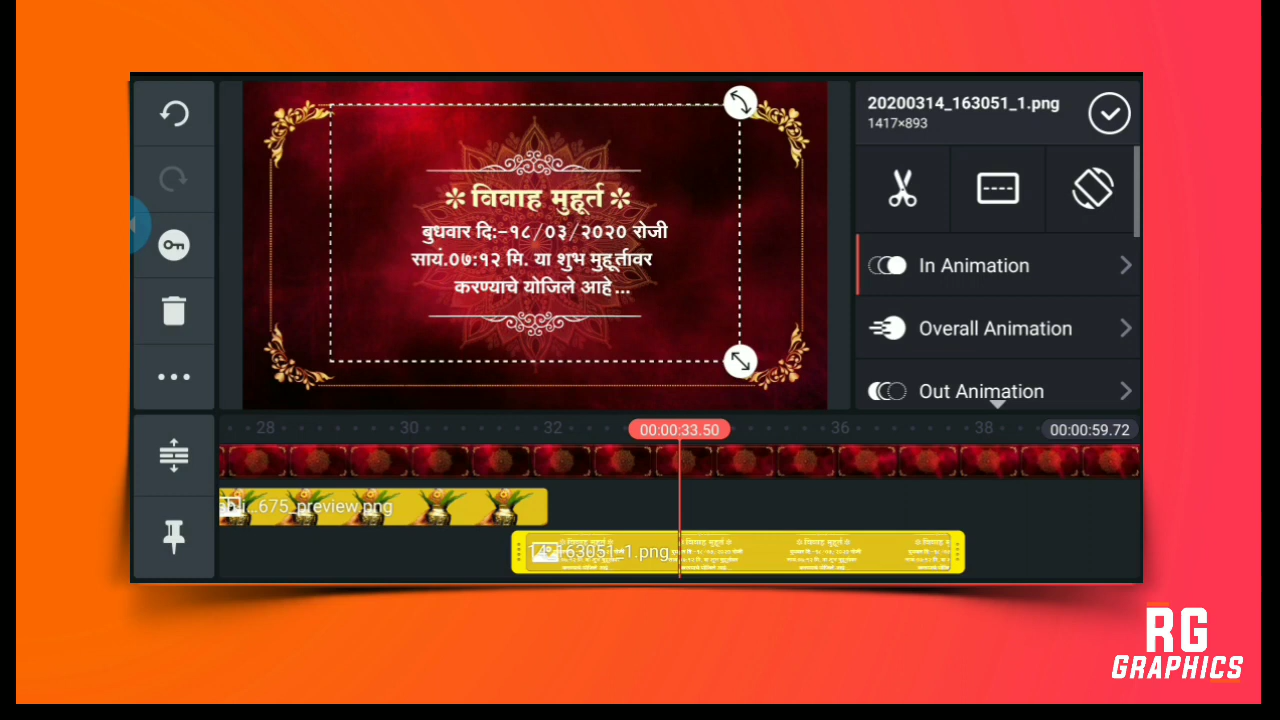 20200314_163051_1.png
1417×893
✲ विवाह मुहूर्त ✲
बुधवार दि:-१८/०३/२०२० रोजी
सायं.०७:१२ मि. या शुभ मुहूर्तावर
करण्याचे योजिले आहे...
In Animation
Overall Animation
Out Animation
28
30
32
00:00:33.50
36
38
00:00:59.72
675_preview.png
163051_1.png
RG
GRAPHICS